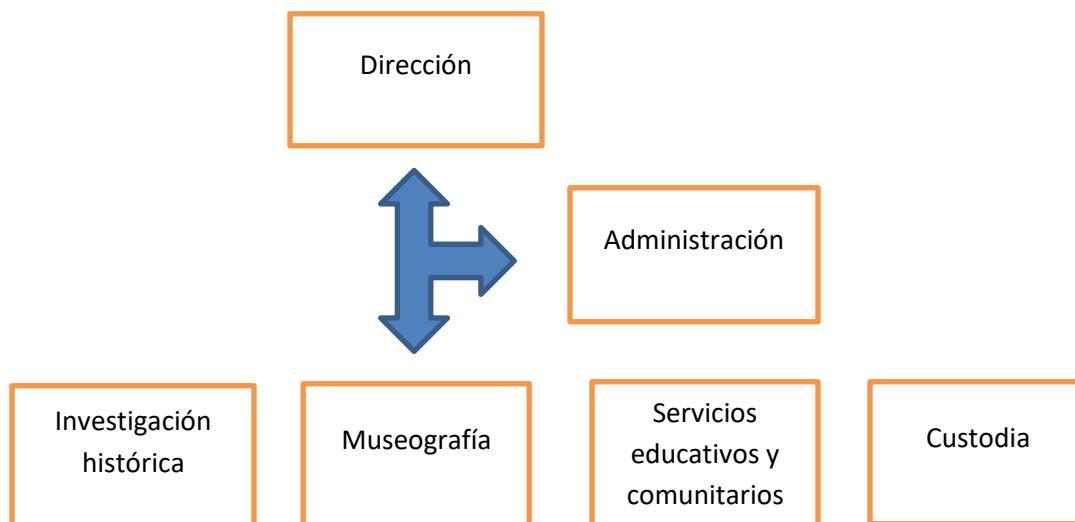 Dirección
Administración
Investigación
histórica
Museografía
Servicios
educativos y
comunitarios
Custodia